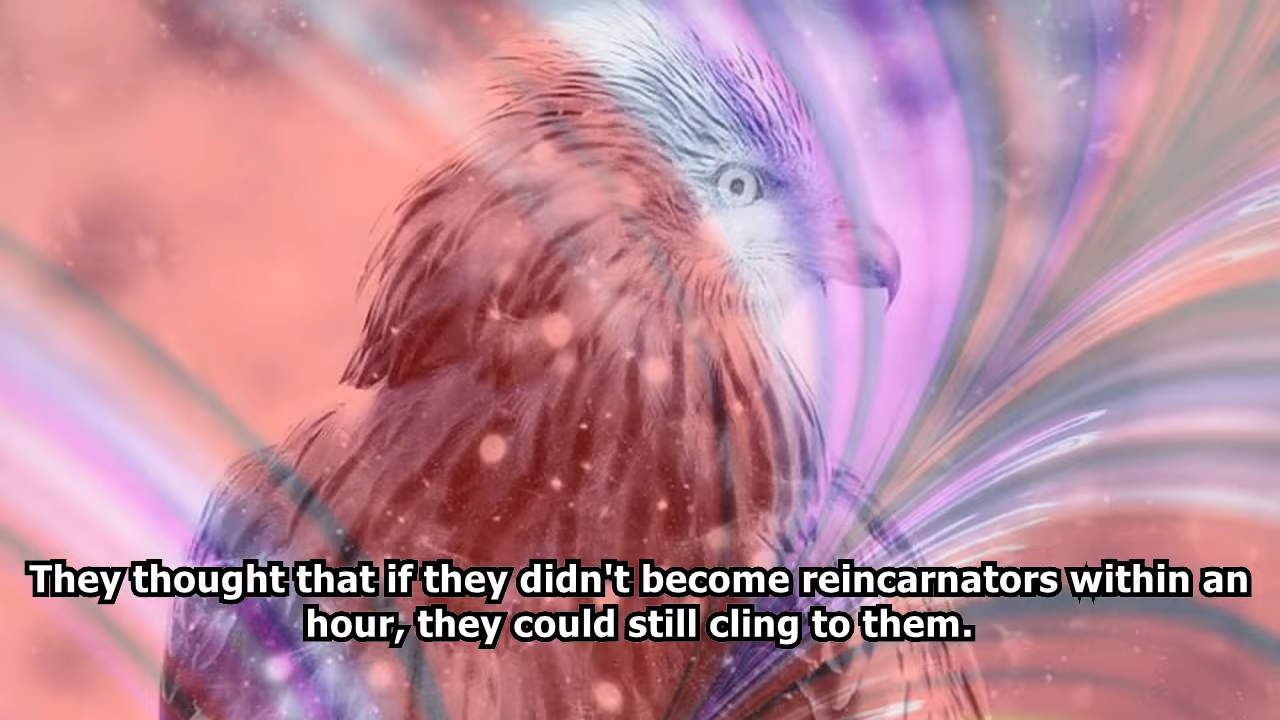 They thought that if they didn't become reincarnators within an
hour, they could still cling to them.